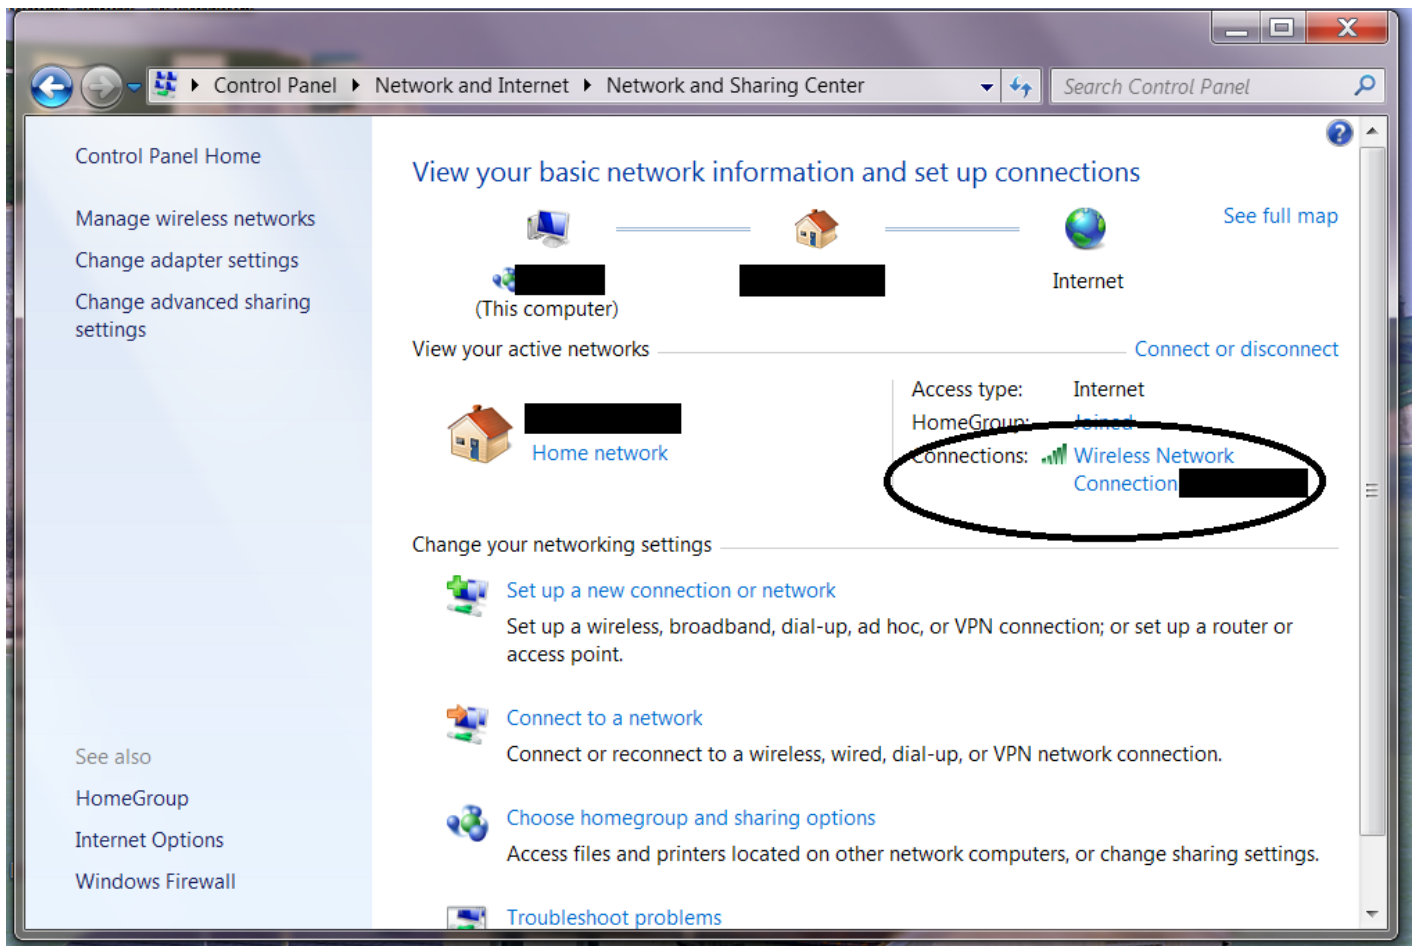 Control Panel
Network and Internet
Network and Sharing Center
Search Control Panel
Control Panel Home
Manage wireless networks
Change adapter settings
Change advanced sharing
settings
See also
HomeGroup
Internet Options
Windows Firewall
View your basic network information and set up connections
See full map
(This computer)
Internet
View your active networks
Connect or disconnect
Home network
Access type: Internet
HomeGroup: Joined
Connections: Wireless Network
Connection
Change your networking settings
Set up a new connection or network
Set up a wireless, broadband, dial-up, ad hoc, or VPN connection; or set up a router or
access point.
Connect to a network
Connect or reconnect to a wireless, wired, dial-up, or VPN network connection.
Choose homegroup and sharing options
Access files and printers located on other network computers, or change sharing settings.
Troubleshoot problems